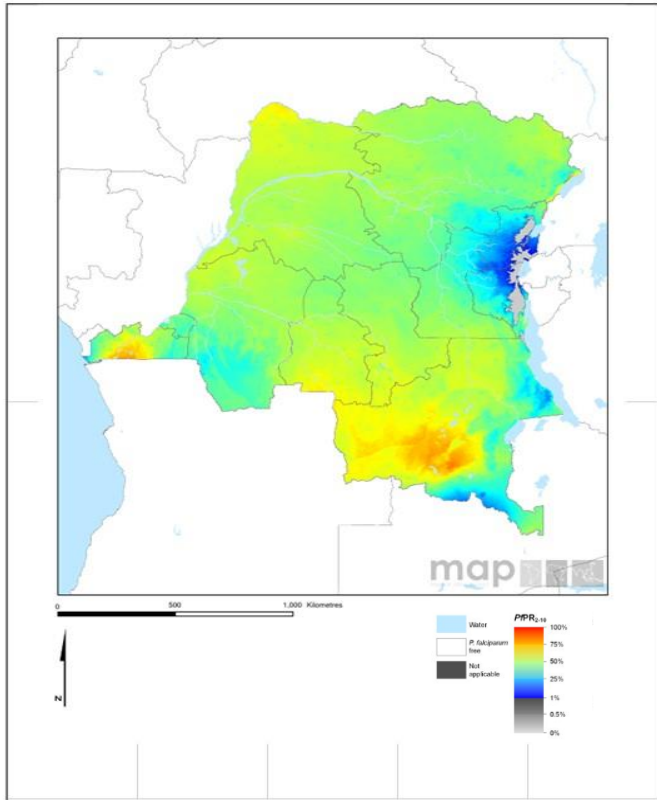 map
0 500 1,000 Kilometres
N
Water
P. falciparum
free
Not
applicable
PfPR2-10
100%
75%
50%
25%
1%
0.5%
0%